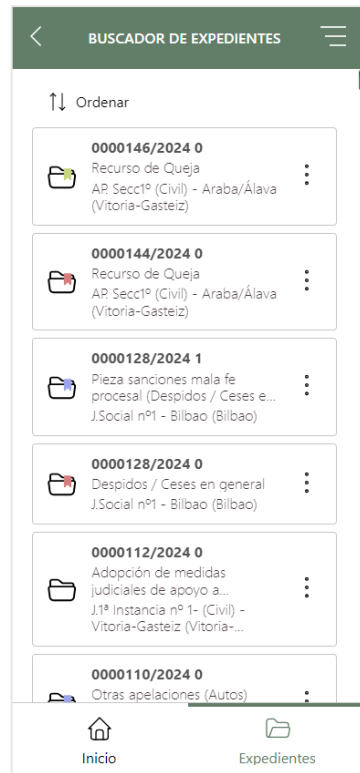 BUSCADOR DE EXPEDIENTES
Ordenar
0000146/2024 0
Recurso de Queja
AP. Secc1º (Civil) - Araba/Álava
(Vitoria-Gasteiz)
0000144/2024 0
Recurso de Queja
AP. Secc1º (Civil) - Araba/Álava
(Vitoria-Gasteiz)
0000128/2024 1
Pieza sanciones mala fe
procesal (Despidos / Ceses e...
J.Social nº1 - Bilbao (Bilbao)
0000128/2024 0
Despidos / Ceses en general
J.Social nº1 - Bilbao (Bilbao)
0000112/2024 0
Adopción de medidas
judiciales de apoyo a...
J.1ª Instancia nº 1- (Civil) -
Vitoria-Gasteiz (Vitoria-...
0000110/2024 0
Otras apelaciones (Autos)
Inicio
Expedientes